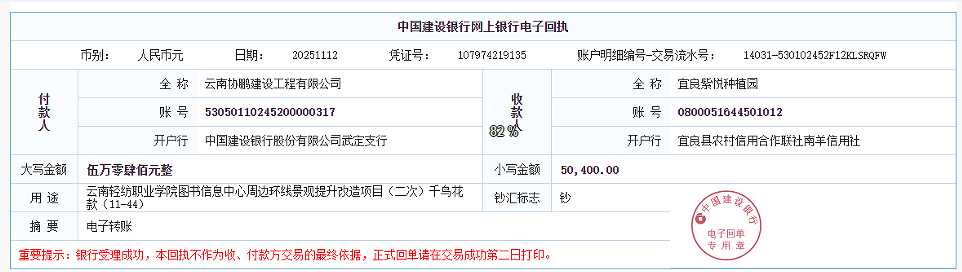 中国建设银行网上银行电子回执
币别： 人民币元 日期： 20251112 凭证号： 107974219135 账户明细编号-交易流水号： 14031-530102452F12KLSRQFW
付款人
全 称 云南协鹏建设工程有限公司
账 号 53050110245200000317
开户行 中国建设银行股份有限公司武定支行
收款人
全 称 宜良紫悦种植园
账 号 0800051644501012
开户行 宜良县农村信用合作联社南羊信用社
82 %
大写金额 伍万零肆佰元整 小写金额 50,400.00
用 途 云南轻纺职业学院图书信息中心周边环线景观提升改造项目（二次）千鸟花
款（11-44）
钞汇标志 钞
摘 要 电子转账
中国建设银行
电子回单
专 用 章
重要提示：银行受理成功，本回执不作为收、付款方交易的最终依据，正式回单请在交易成功第二日打印。